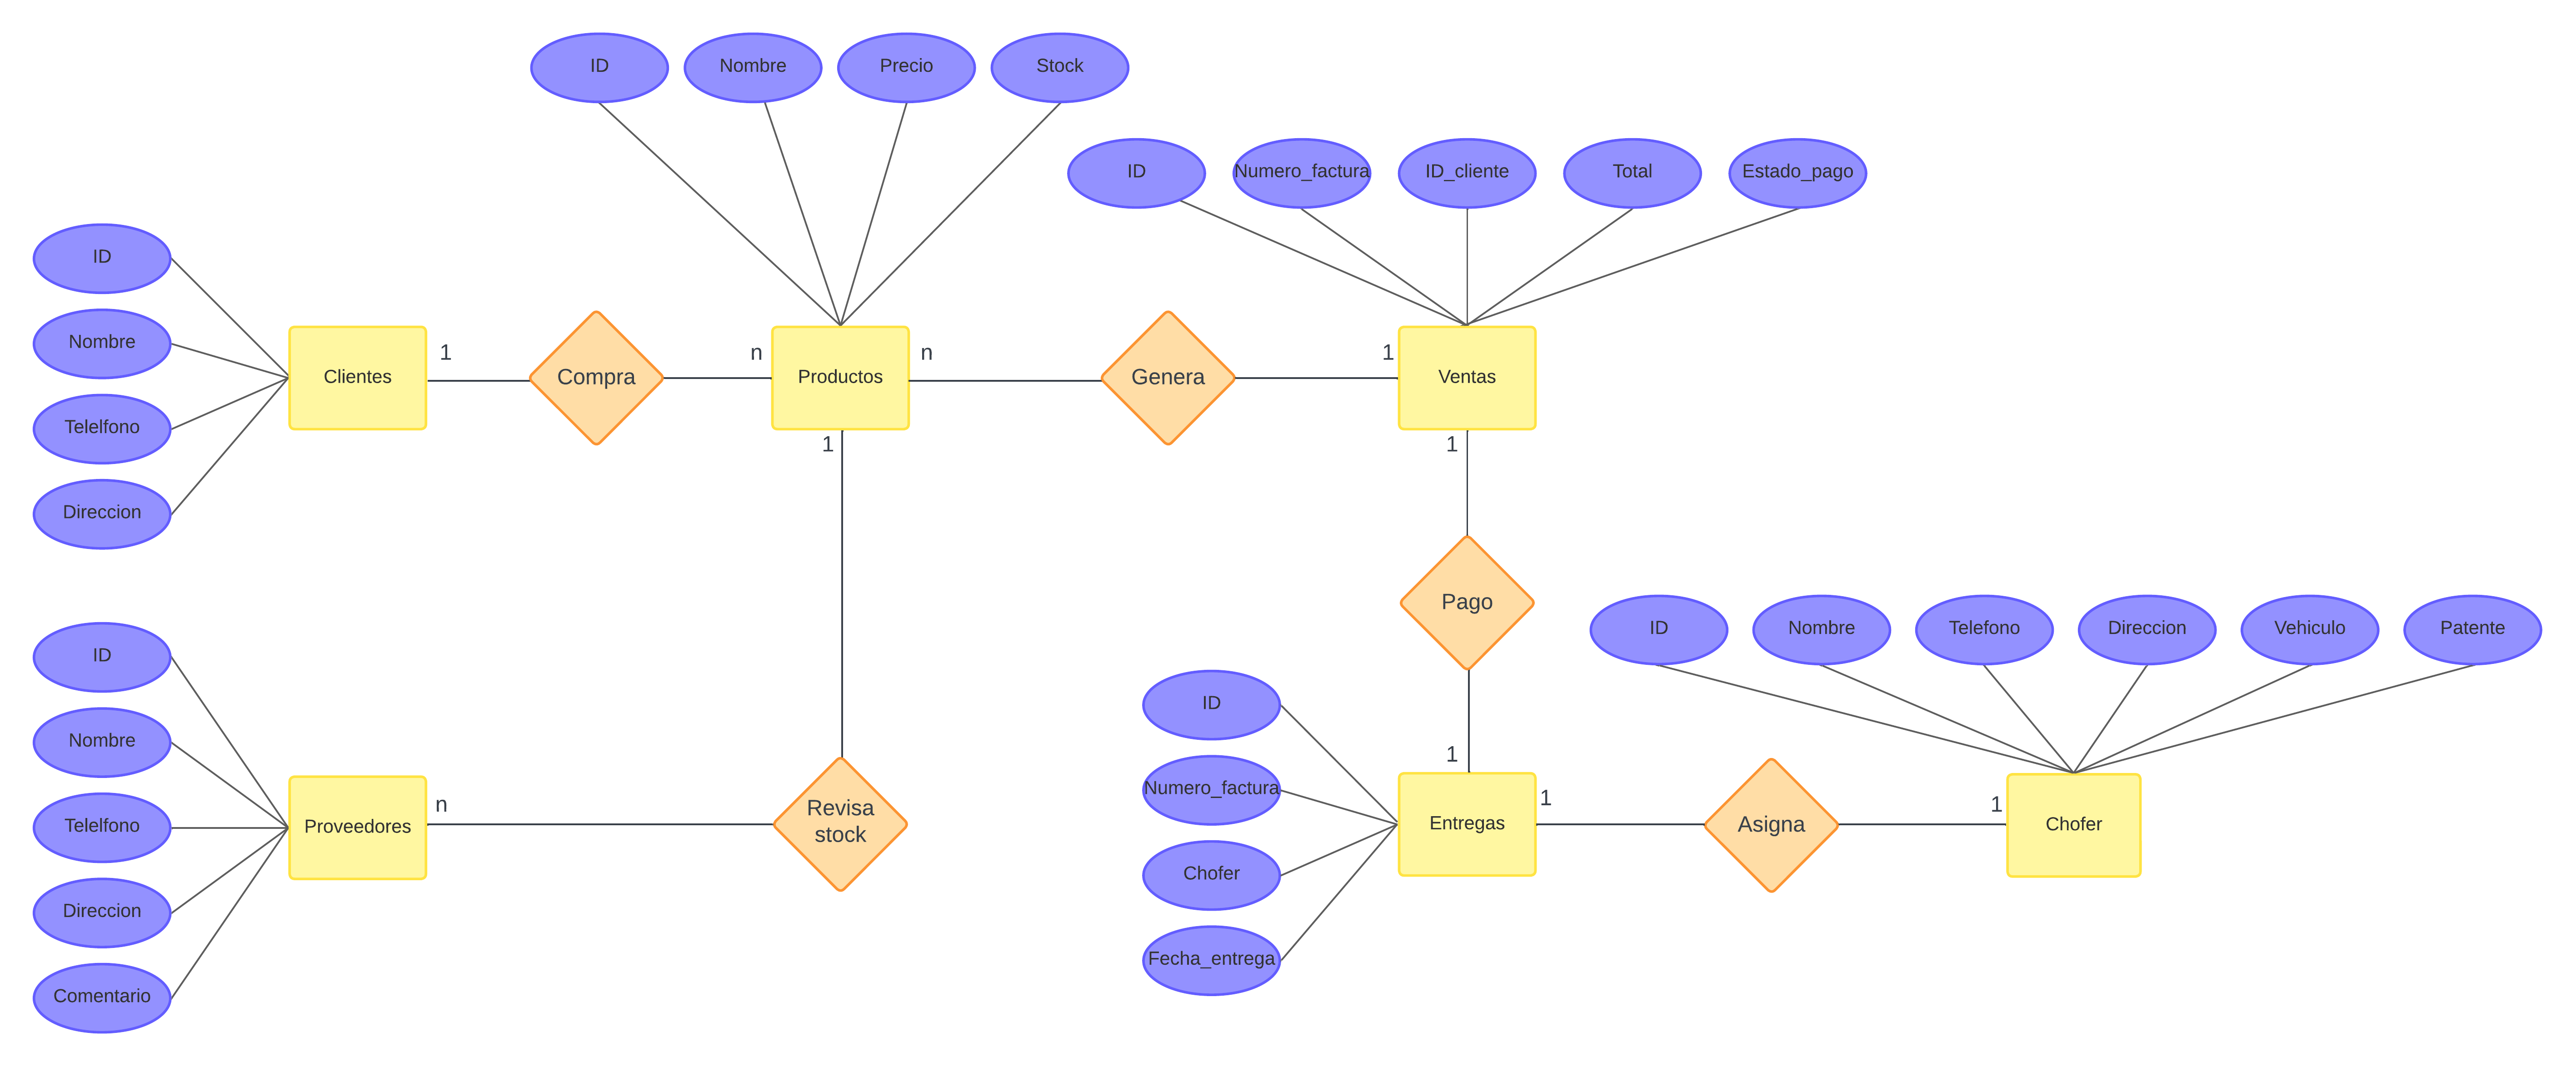 ID
Nombre
Precio
Stock
ID
Numero_factura
ID_cliente
Total
Estado_pago
ID
Nombre
Telelfono
Direccion
Clientes
1
Compra
n
Productos
n
Genera
1
Ventas
1
1
Pago
1
ID
Nombre
Telefono
Direccion
Vehiculo
Patente
ID
Nombre
Telelfono
Direccion
Comentario
Proveedores
n
Revisa
stock
ID
Numero_factura
Chofer
Fecha_entrega
Entregas
1
Asigna
1
Chofer